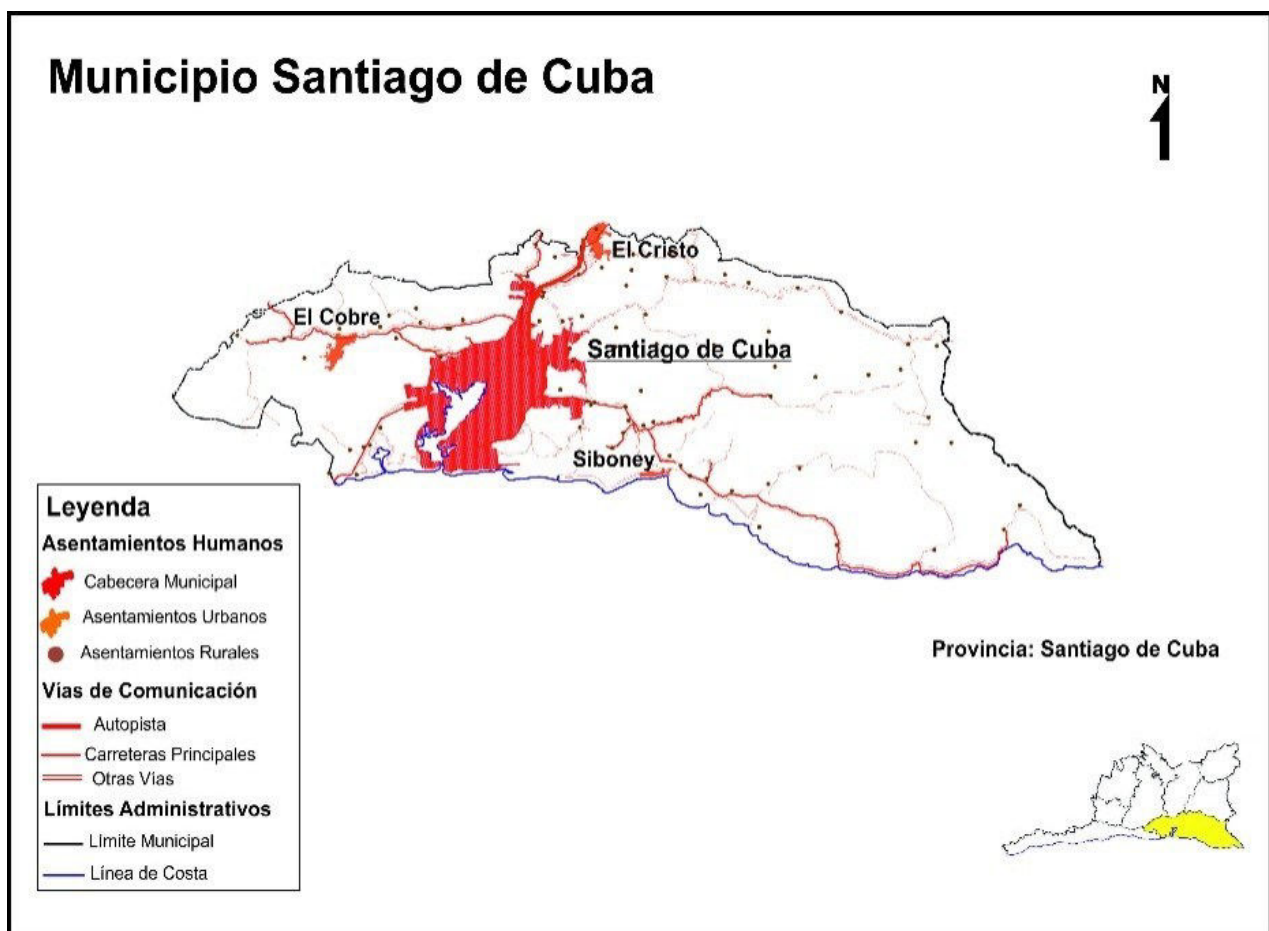 Municipio Santiago de Cuba
N
El Cristo
El Cobre
Santiago de Cuba
Siboney
Leyenda
Asentamientos Humanos
Cabecera Municipal
Asentamientos Urbanos
Asentamientos Rurales
Vías de Comunicación
Autopista
Carreteras Principales
Otras Vías
Límites Administrativos
Límite Municipal
Línea de Costa
Provincia: Santiago de Cuba